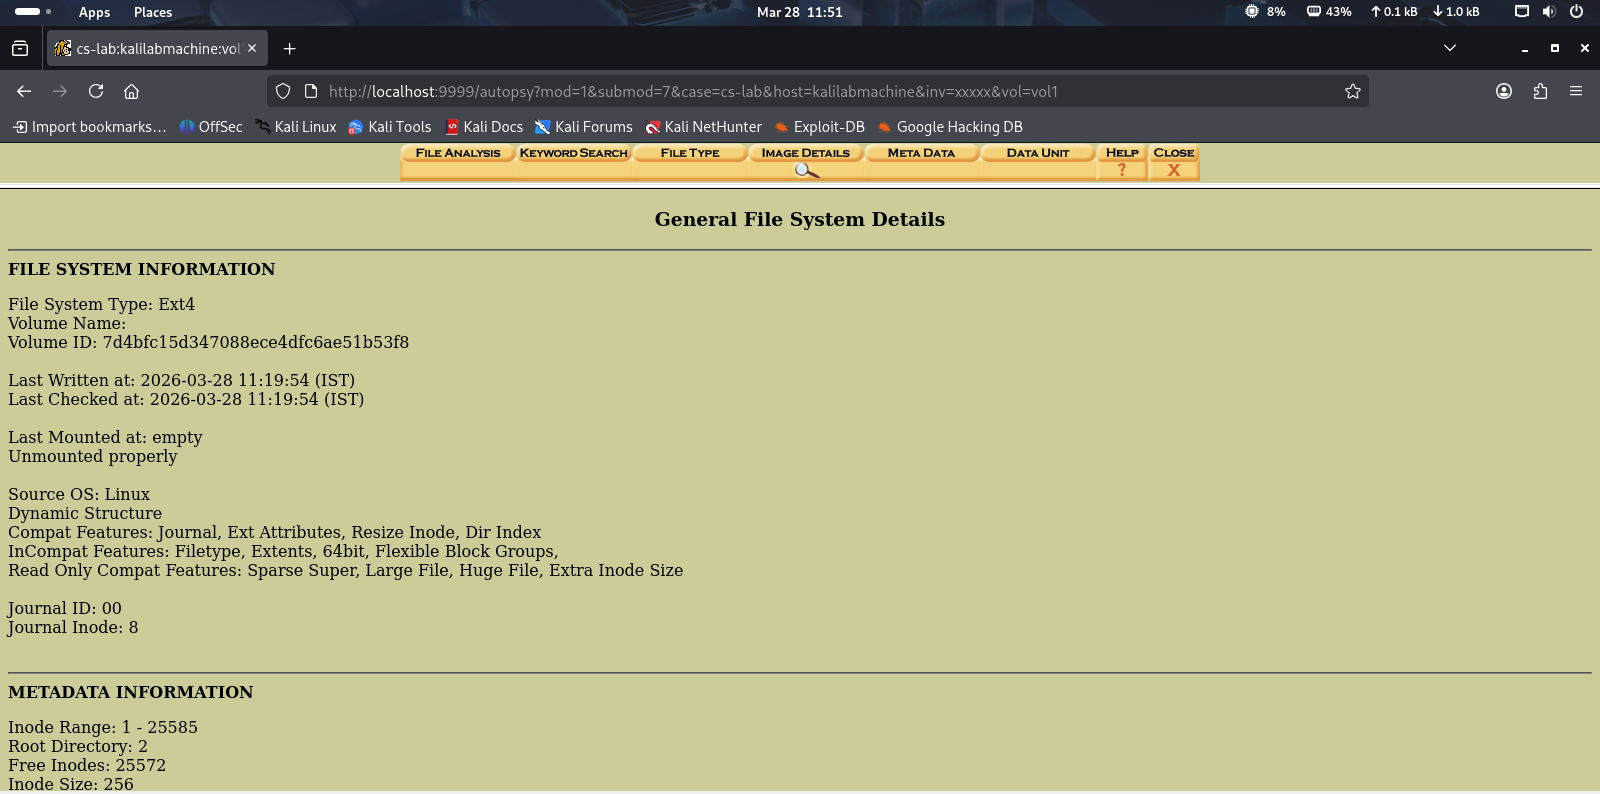 Apps Places Mar 28 11:51 8% 43% 0.1 kB 1.0 kB
cs-lab:kalilabmachine:vol
http://localhost:9999/autopsy?mod=1&submod=7&case=cs-lab&host=kalilabmachine&inv=xxxxx&vol=vol1
Import bookmarks... OffSec Kali Linux Kali Tools Kali Docs Kali Forums Kali NetHunter Exploit-DB Google Hacking DB
FILE ANALYSIS KEYWORD SEARCH FILE TYPE IMAGE DETAILS META DATA DATA UNIT HELP CLOSE
? X
General File System Details
FILE SYSTEM INFORMATION
File System Type: Ext4
Volume Name:
Volume ID: 7d4bfc15d347088ece4dfc6ae51b53f8
Last Written at: 2026-03-28 11:19:54 (IST)
Last Checked at: 2026-03-28 11:19:54 (IST)
Last Mounted at: empty
Unmounted properly
Source OS: Linux
Dynamic Structure
Compat Features: Journal, Ext Attributes, Resize Inode, Dir Index
InCompat Features: Filetype, Extents, 64bit, Flexible Block Groups,
Read Only Compat Features: Sparse Super, Large File, Huge File, Extra Inode Size
Journal ID: 00
Journal Inode: 8
METADATA INFORMATION
Inode Range: 1 - 25585
Root Directory: 2
Free Inodes: 25572
Inode Size: 256